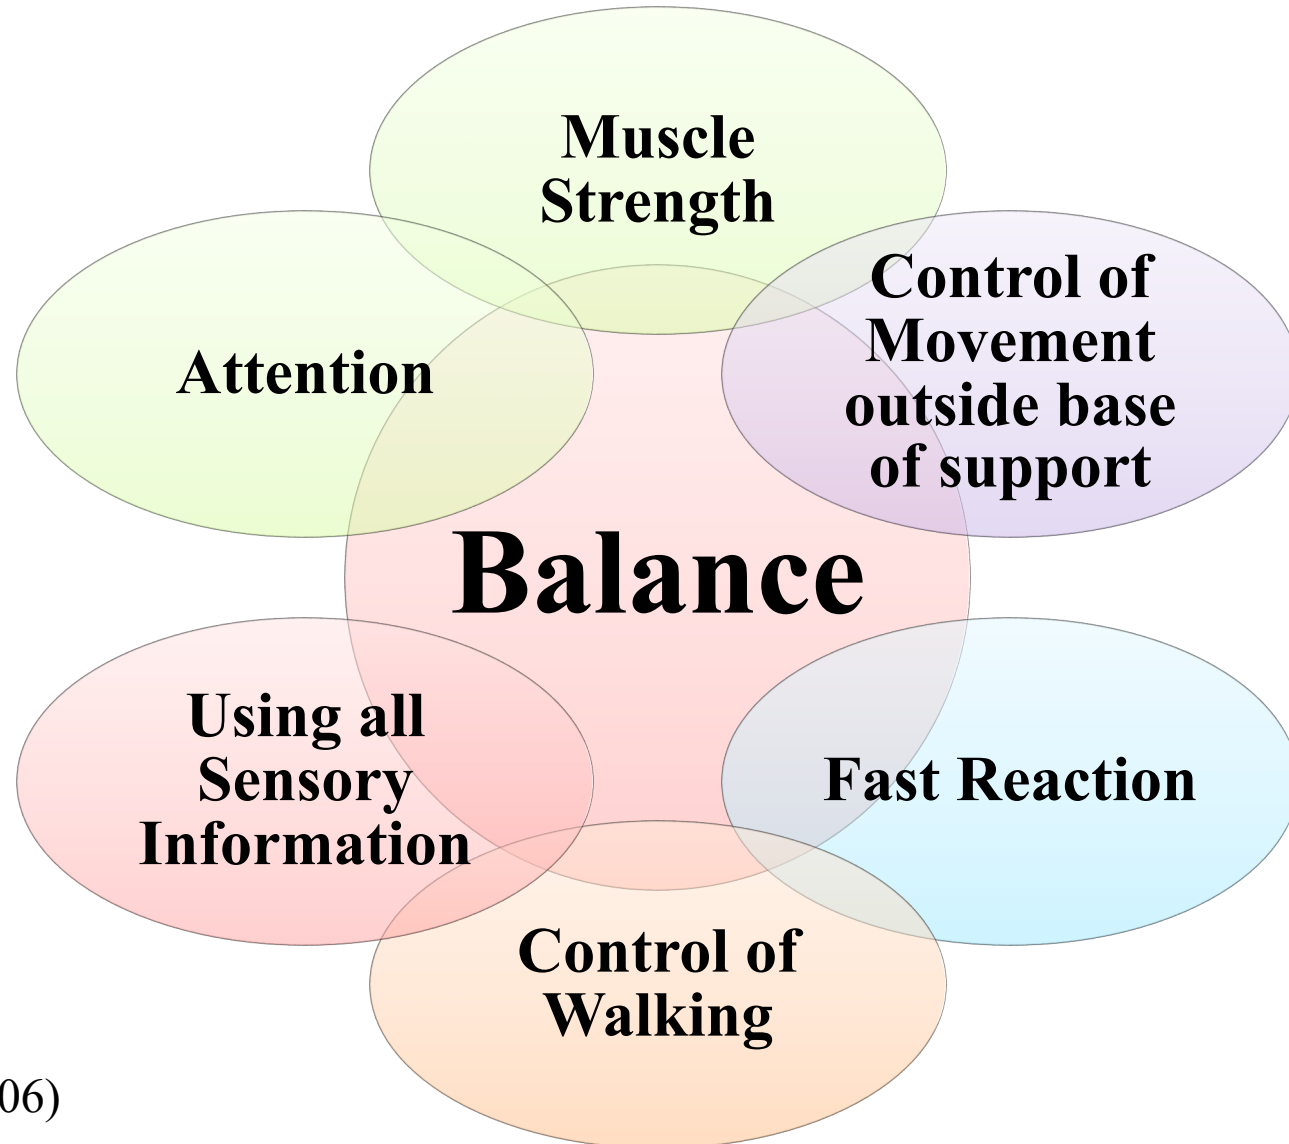 Muscle
Strength
Control of
Movement
outside base
of support
Attention
Balance
Using all
Sensory
Information
Fast Reaction
Control of
Walking
06)